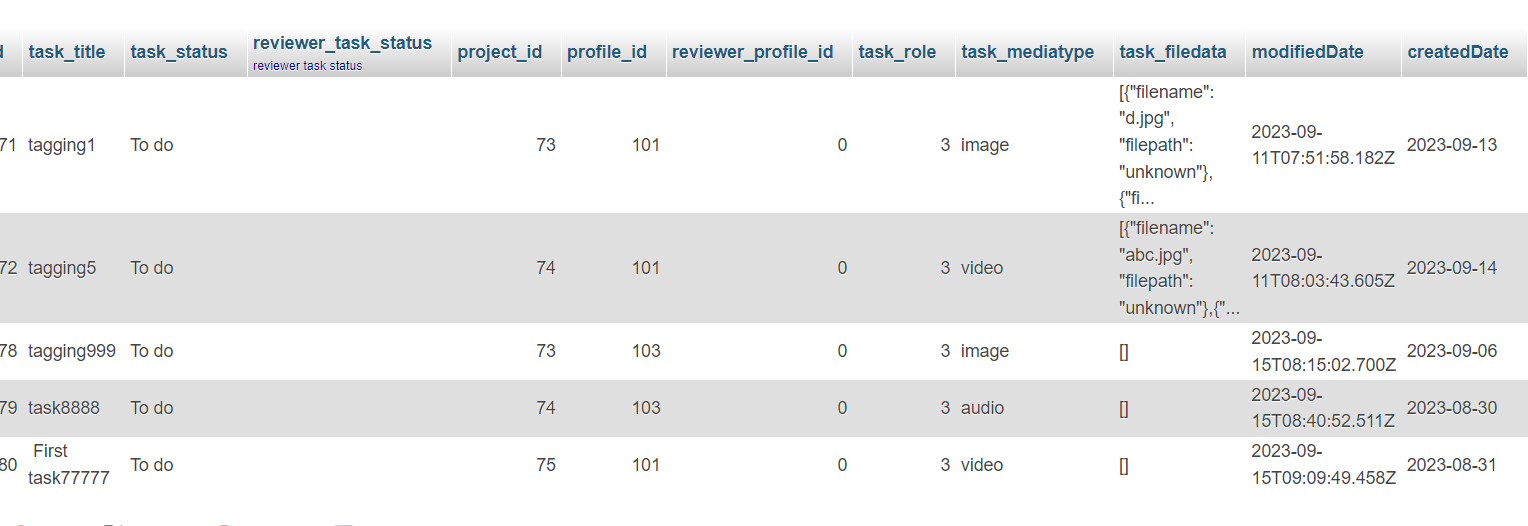 d task_title task_status reviewer_task_status project_id profile_id reviewer_profile_id task_role task_mediatype task_filedata modifiedDate createdDate
reviewer task status
71 tagging1 To do 73 101 0 3 image [{"filename": "d.jpg", "filepath": "unknown"}, {"fi... 2023-09-11T07:51:58.182Z 2023-09-13
72 tagging5 To do 74 101 0 3 video [{"filename": "abc.jpg", "filepath": "unknown"},{"... 2023-09-11T08:03:43.605Z 2023-09-14
78 tagging999 To do 73 103 0 3 image [] 2023-09-15T08:15:02.700Z 2023-09-06
79 task8888 To do 74 103 0 3 audio [] 2023-09-15T08:40:52.511Z 2023-08-30
80 First task77777 To do 75 101 0 3 video [] 2023-09-15T09:09:49.458Z 2023-08-31